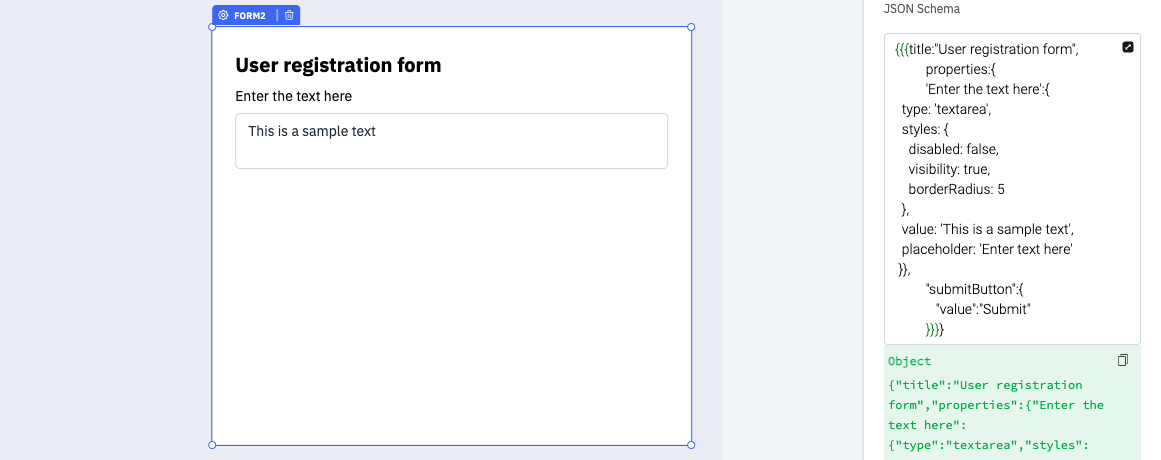 FORM2
User registration form
Enter the text here
This is a sample text
JSON Schema
{{{title:"User registration form",
properties:{
'Enter the text here':{
type: 'textarea',
styles: {
disabled: false,
visibility: true,
borderRadius: 5
},
value: 'This is a sample text',
placeholder: 'Enter text here'
}},
"submitButton":{
"value":"Submit"
}}}}
Object
{"title":"User registration
form","properties":{"Enter the
text here":
{"type":"textarea","styles":